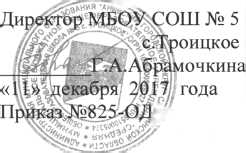 Директор МБОУ СОШ № 5
с.Троицкое
Г.А.Абрамочкина
«11» декабря 2017 года
Приказ №825-ОД